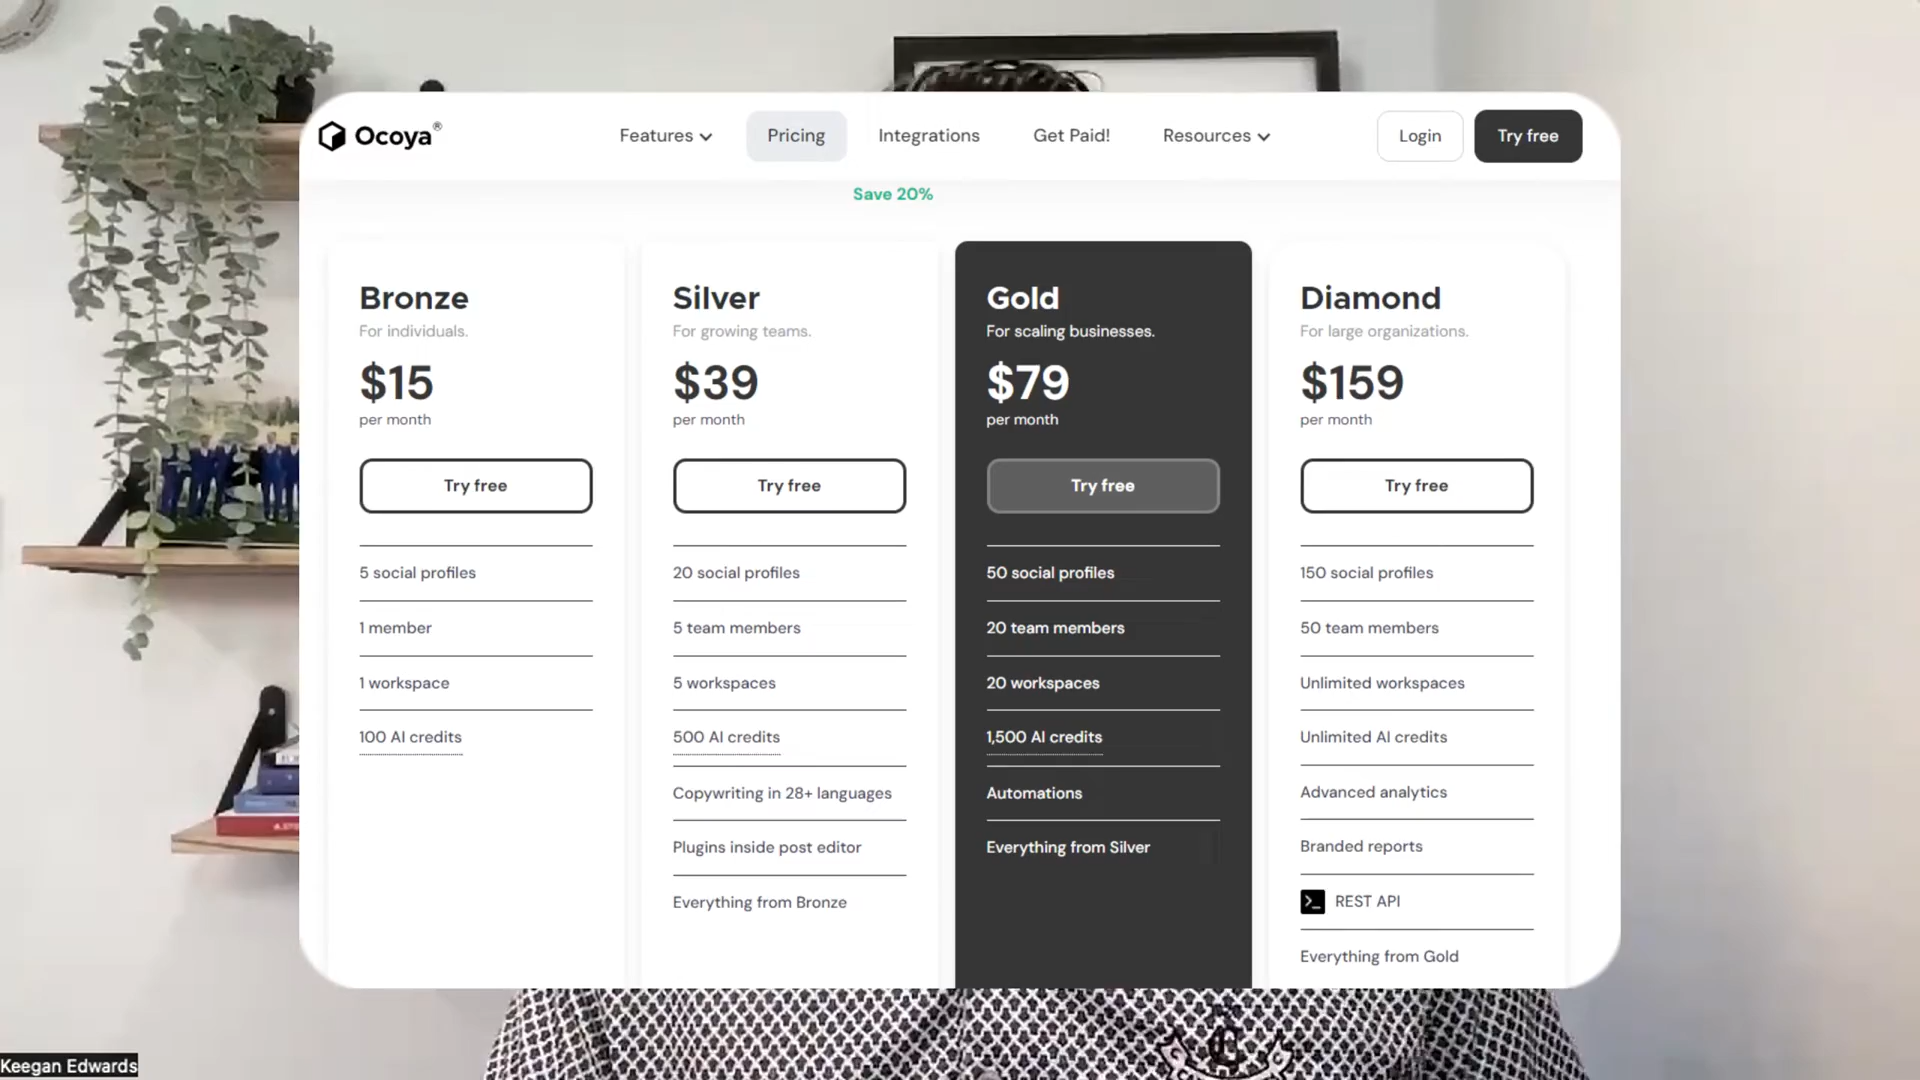 Ocoya®
Features
Pricing
Integrations
Get Paid!
Resources
Login
Try free
Save 20%
Bronze
For individuals.
$15
per month
Try free
5 social profiles
1 member
1 workspace
100 AI credits
Silver
For growing teams.
$39
per month
Try free
20 social profiles
5 team members
5 workspaces
500 AI credits
Copywriting in 28+ languages
Plugins inside post editor
Everything from Bronze
Gold
For scaling businesses.
$79
per month
Try free
50 social profiles
20 team members
20 workspaces
1,500 AI credits
Automations
Everything from Silver
Diamond
For large organizations.
$159
per month
Try free
150 social profiles
50 team members
Unlimited workspaces
Unlimited AI credits
Advanced analytics
Branded reports
REST API
Everything from Gold
Keegan Edwards